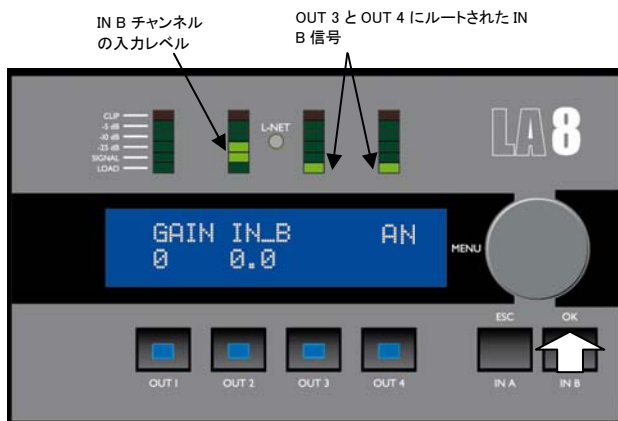 IN B チャンネル
の入力レベル
OUT 3 と OUT 4 にルートされた IN
B 信号
CLIP
-5 dB
-10 dB
-25 dB
SIGNAL
LOAD
L-NET
LA8
GAIN IN_B AN
0 0.0
MENU
ESC OK
OUT 1 OUT 2 OUT 3 OUT 4 IN A IN B